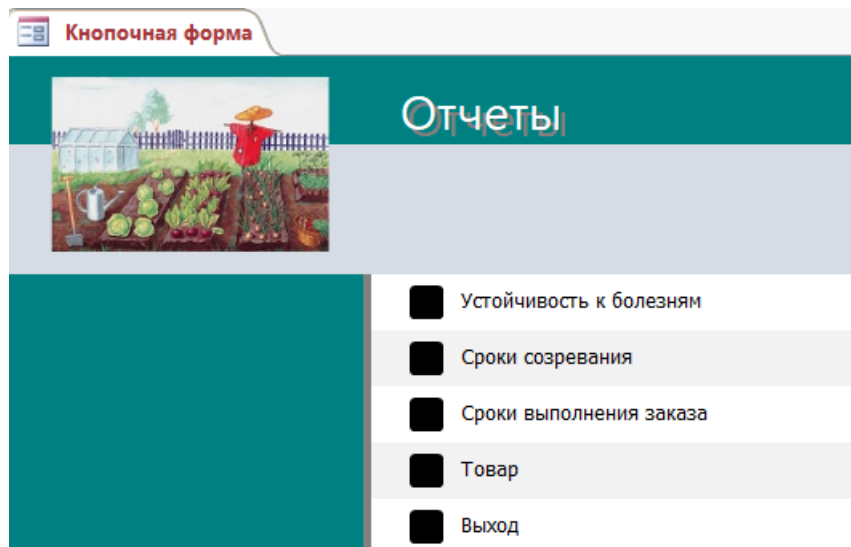 Кнопочная форма
Отчеты
Устойчивость к болезням
Сроки созревания
Сроки выполнения заказа
Товар
Выход